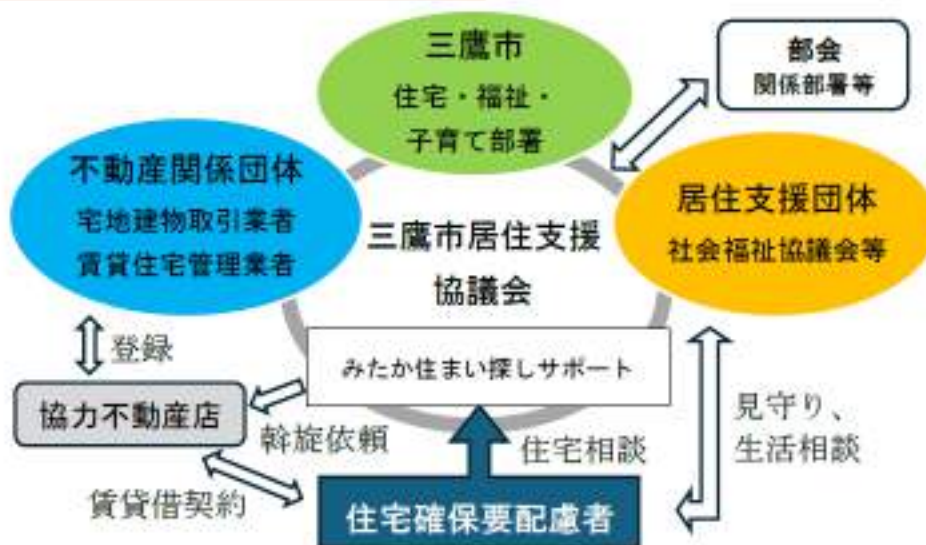 三鷹市
住宅・福祉・
子育て部署
部会
関係部署等
不動産関係団体
宅地建物取引業者
賃貸住宅管理業者
居住支援団体
社会福祉協議会等
三鷹市居住支援
協議会
みたか住まい探しサポート
登録
協力不動産店
斡旋依頼
住宅相談
見守り、
生活相談
賃貸借契約
住宅確保要配慮者